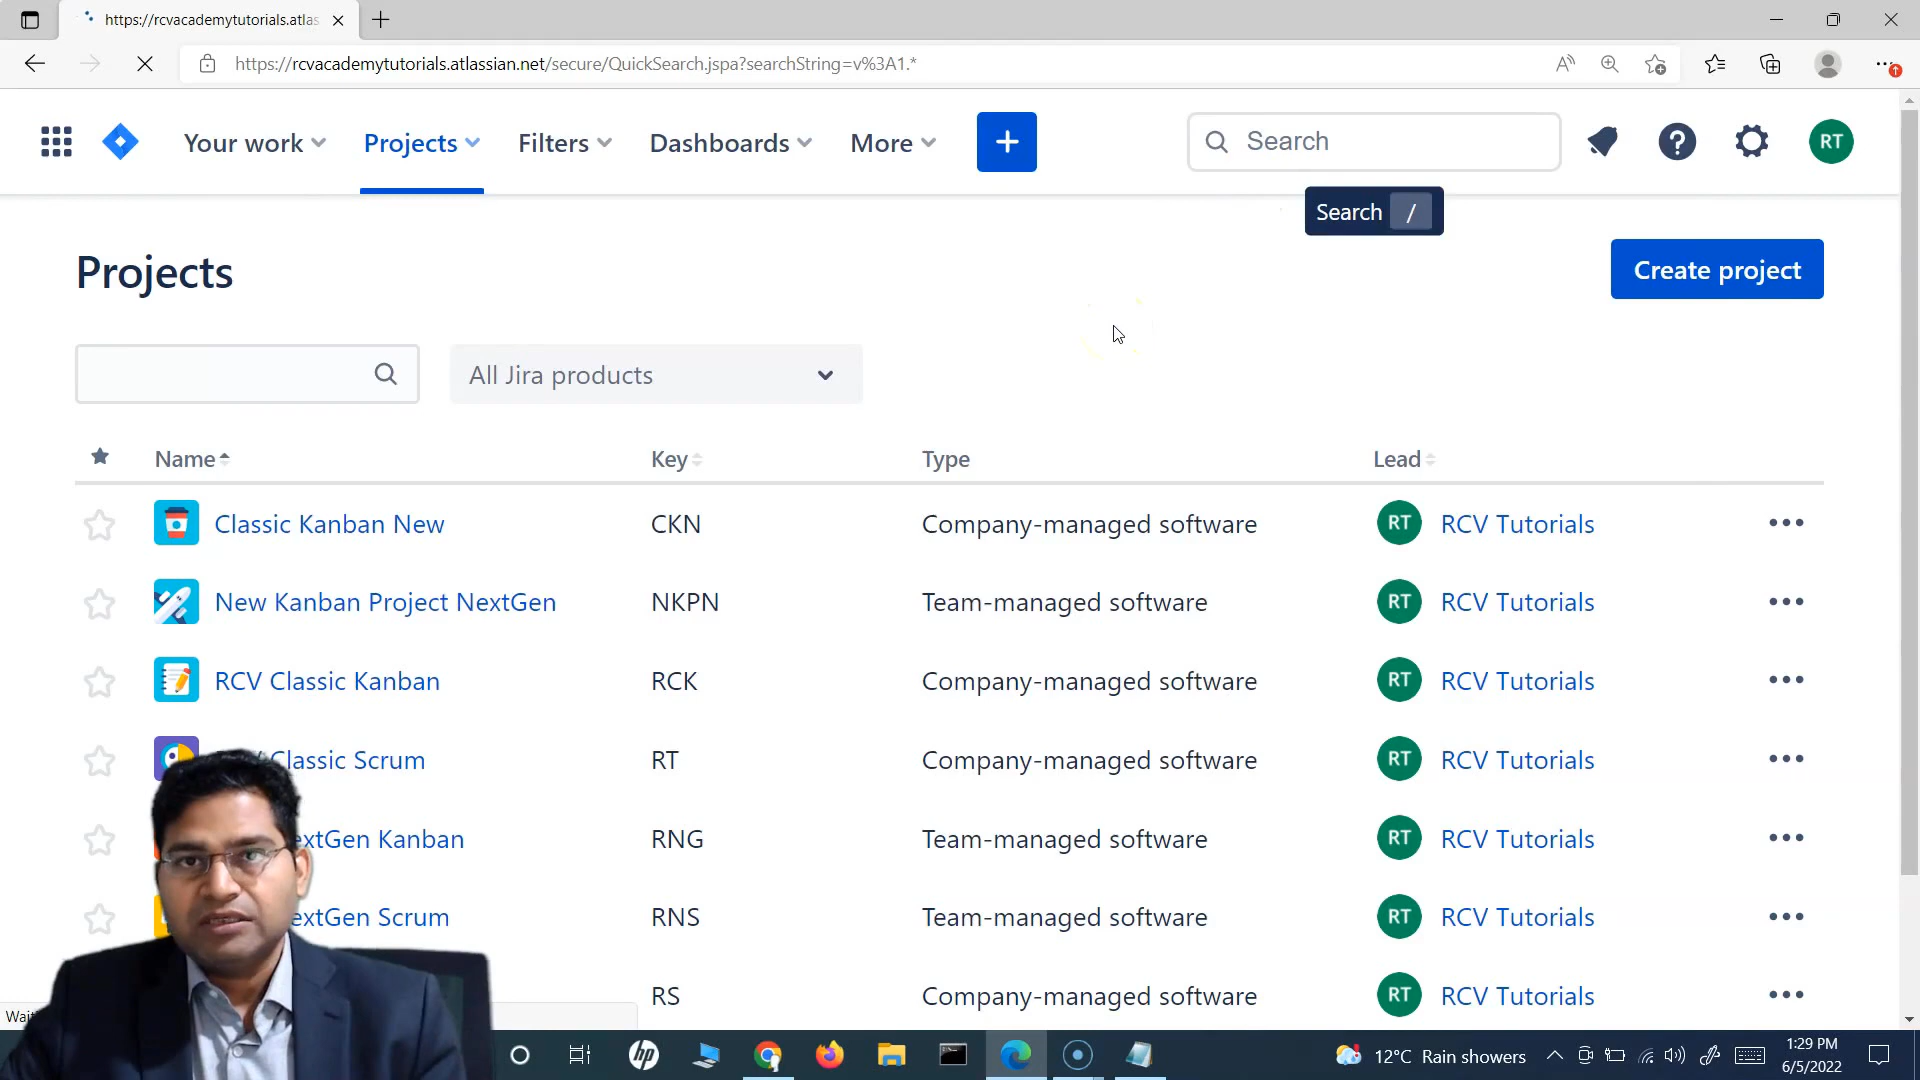 https://rcvacademytutorials.atlas
https://rcvacademytutorials.atlassian.net/secure/QuickSearch.jspa?searchString=v%3A1.*
Your work
Projects
Filters
Dashboards
More
+
Search
RT
Search /
Projects
Create project
All Jira products
Name
Key
Type
Lead
Classic Kanban New CKN Company-managed software RT RCV Tutorials
New Kanban Project NextGen NKPN Team-managed software RT RCV Tutorials
RCV Classic Kanban RCK Company-managed software RT RCV Tutorials
Classic Scrum RT Company-managed software RT RCV Tutorials
extGen Kanban RNG Team-managed software RT RCV Tutorials
extGen Scrum RNS Team-managed software RT RCV Tutorials
RS Company-managed software RT RCV Tutorials
Wait
hp
12°C Rain showers
1:29 PM
6/5/2022